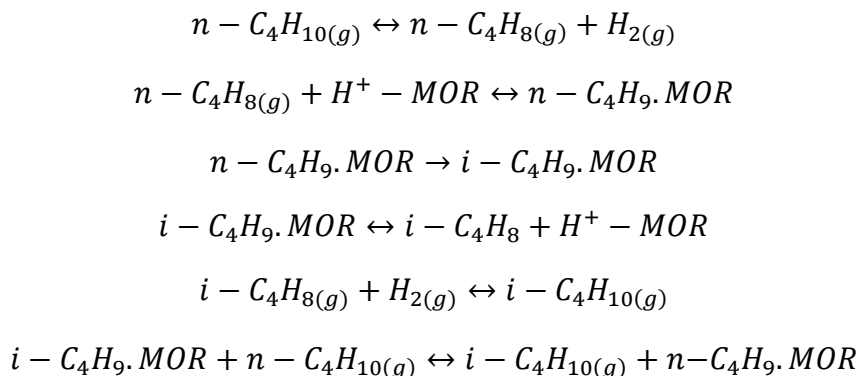 n − C₄H₁₀₍g₎ ↔ n − C₄H₈₍g₎ + H₂₍g₎
n − C₄H₈₍g₎ + H⁺ − MOR ↔ n − C₄H₉. MOR
n − C₄H₉. MOR → i − C₄H₉. MOR
i − C₄H₉. MOR ↔ i − C₄H₈ + H⁺ − MOR
i − C₄H₈₍g₎ + H₂₍g₎ ↔ i − C₄H₁₀₍g₎
i − C₄H₉. MOR + n − C₄H₁₀₍g₎ ↔ i − C₄H₁₀₍g₎ + n−C₄H₉. MOR